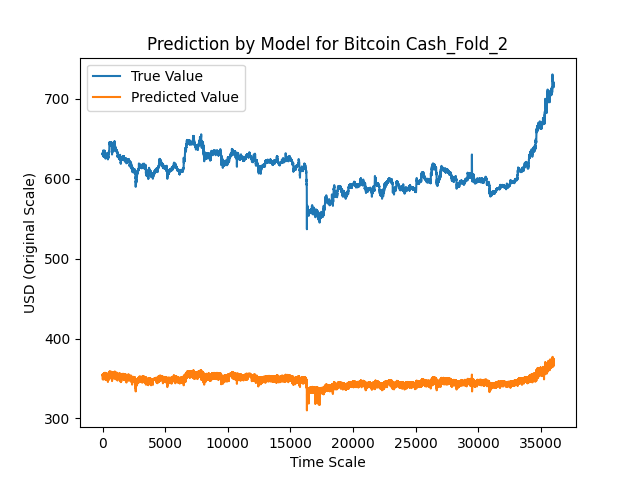 Prediction by Model for Bitcoin Cash_Fold_2
True Value
Predicted Value
USD (Original Scale)
700
600
500
400
300
0 5000 10000 15000 20000 25000 30000 35000
Time Scale